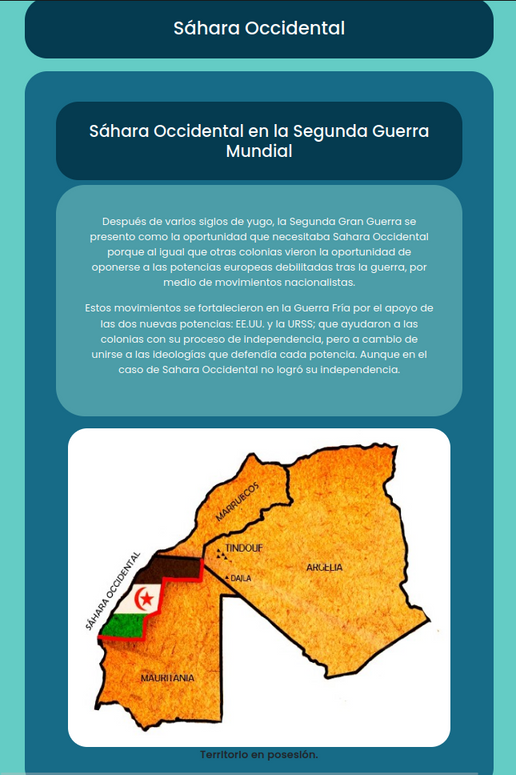 Sáhara Occidental
Sáhara Occidental en la Segunda Guerra
Mundial
Después de varios siglos de yugo, la Segunda Gran Guerra se
presento como la oportunidad que necesitaba Sahara Occidental
porque al igual que otras colonias vieron la oportunidad de
oponerse a las potencias europeas debilitadas tras la guerra, por
medio de movimientos nacionalistas.
Estos movimientos se fortalecieron en la Guerra Fría por el apoyo de
las dos nuevas potencias: EE.UU. y la URSS; que ayudaron a las
colonias con su proceso de independencia, pero a cambio de
unirse a las ideologías que defendía cada potencia. Aunque en el
caso de Sahara Occidental no logró su independencia.
MARRUECOS
TINDOUF
ARGELIA
DAJLA
SÁHARA OCCIDENTAL
MAURITANIA
Territorio en posesión.